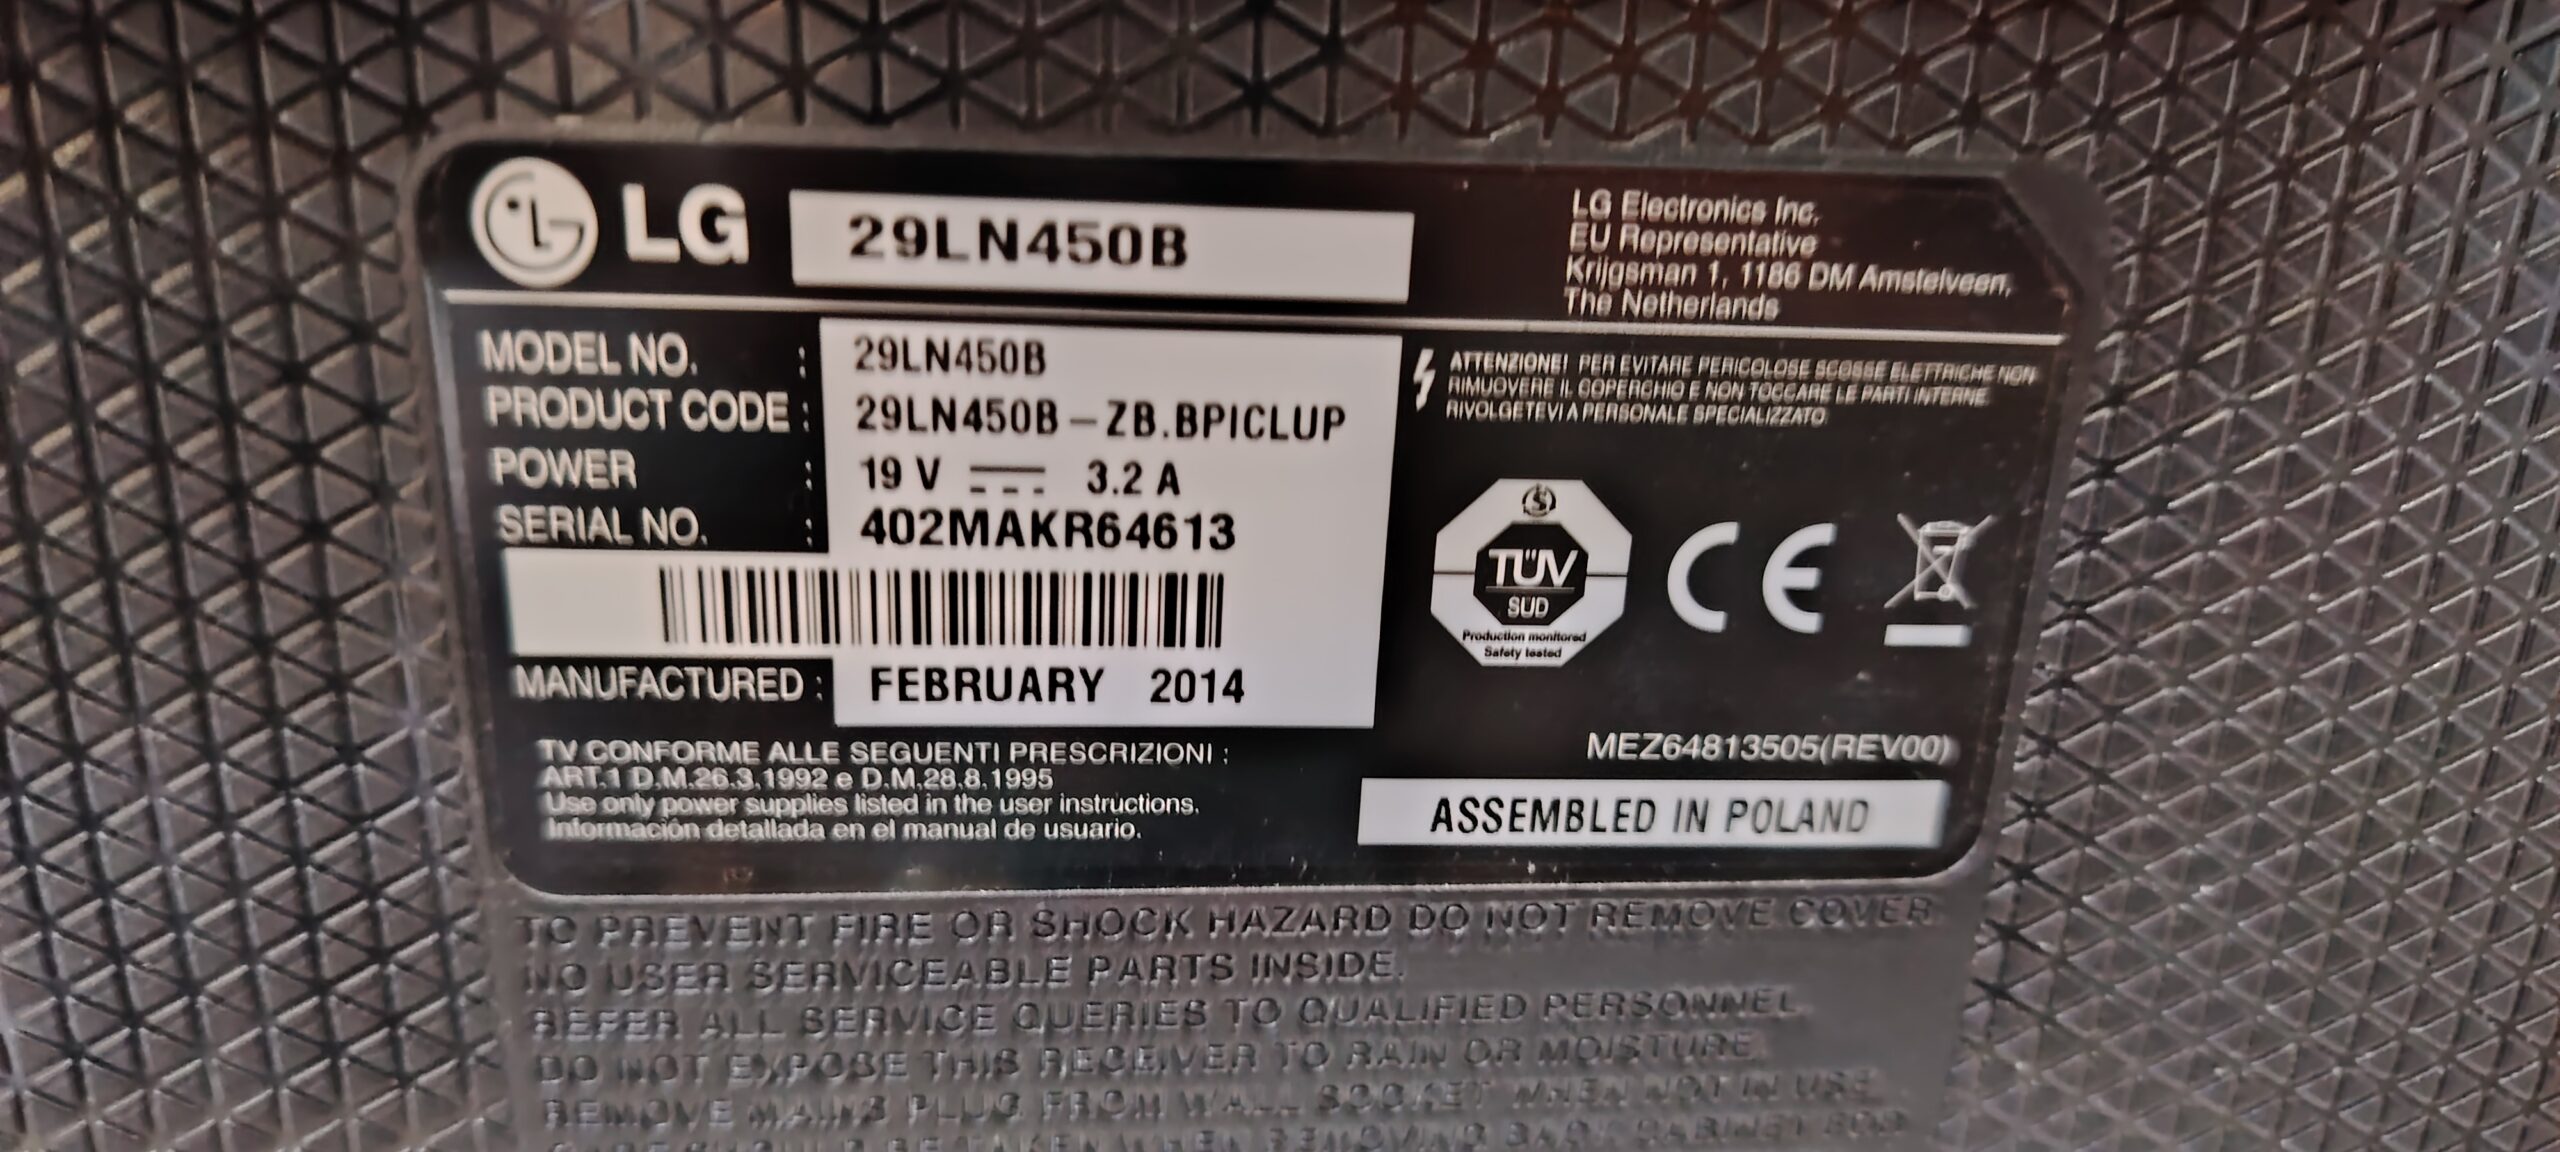 LG
29LN450B
LG Electronics Inc.
EU Representative
Krijgsman 1, 1186 DM Amstelveen,
The Netherlands
MODEL NO. : 29LN450B
PRODUCT CODE : 29LN450B-ZB.BPICLUP
POWER : 19 V 3.2 A
SERIAL NO. : 402MAKR64613
MANUFACTURED : FEBRUARY 2014
TV CONFORME ALLE SEGUENTI PRESCRIZIONI :
ART.1 D.M.26.3.1992 e D.M.28.8.1995
Use only power supplies listed in the user instructions.
Información detallada en el manual de usuario.
ATTENZIONE! PER EVITARE PERICOLOSE SCOSSE ELETTRICHE NON
RIMUOVERE IL COPERCHIO E NON TOCCARE LE PARTI INTERNE
RIVOLGETEVI A PERSONALE SPECIALIZZATO.
S
TÜV
SÜD
Production monitored
Safety tested
CE
MEZ64813505(REV00)
ASSEMBLED IN POLAND
TO PREVENT FIRE OR SHOCK HAZARD DO NOT REMOVE COVER
NO USER SERVICEABLE PARTS INSIDE.
REFER ALL SERVICE QUERIES TO QUALIFIED PERSONNEL.
DO NOT EXPOSE THIS RECEIVER TO RAIN OR MOISTURE.
REMOVE MAINS PLUG FROM WALL SOCKET WHEN NOT IN USE
BE TAKEN WHEN REMOVING BACK CABINET